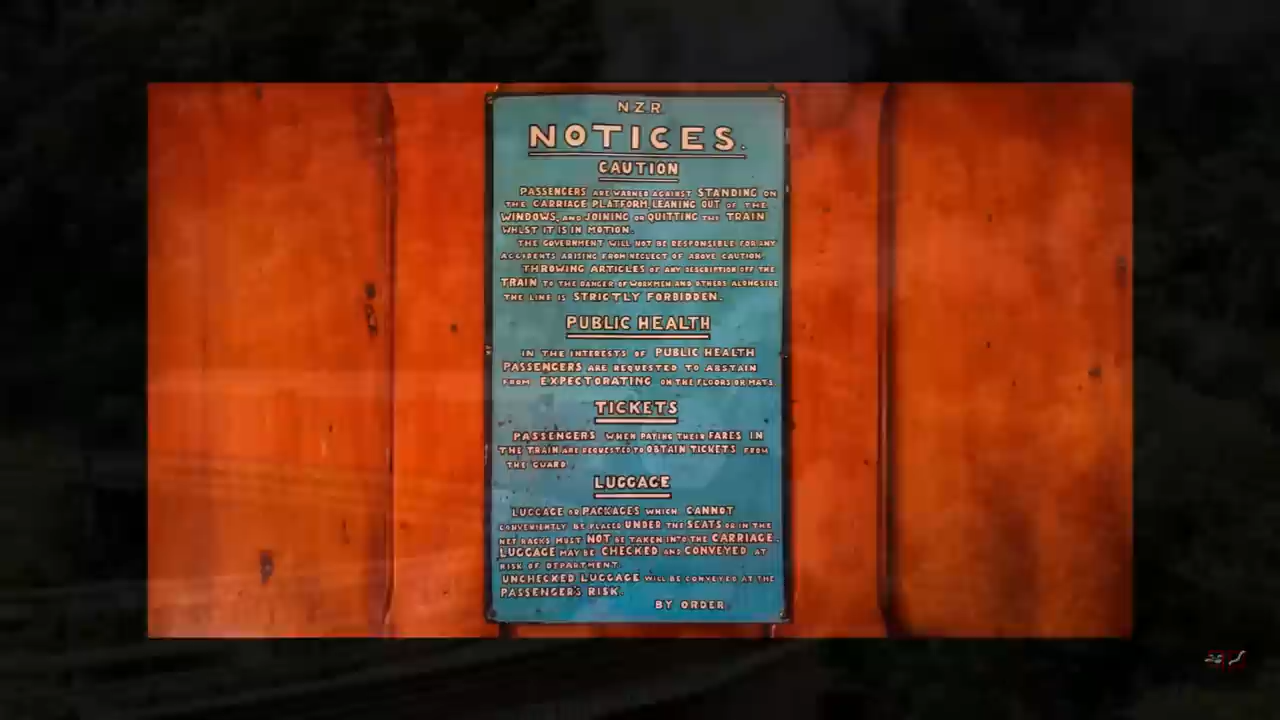 N.Z.R.
NOTICES.
CAUTION
PASSENGERS ARE WARNED AGAINST STANDING ON
THE CARRIAGE PLATFORM, LEANING OUT OF THE
WINDOWS, AND JOINING OR QUITTING THE TRAIN
WHILST IT IS IN MOTION.
THE GOVERNMENT WILL NOT BE RESPONSIBLE FOR ANY
ACCIDENTS ARISING FROM NEGLECT OF ABOVE CAUTION.
THROWING ARTICLES OF ANY DESCRIPTION OFF THE
TRAIN TO THE DANGER OF WORKMEN AND OTHERS ALONGSIDE
THE LINE IS STRICTLY FORBIDDEN.
PUBLIC HEALTH
IN THE INTERESTS OF PUBLIC HEALTH
PASSENGERS ARE REQUESTED TO ABSTAIN
FROM EXPECTORATING ON THE FLOORS OR MATS.
TICKETS
PASSENGERS WHEN PAYING THEIR FARES IN
THE TRAIN ARE REQUESTED TO OBTAIN TICKETS FROM
THE GUARD.
LUGGAGE
LUGGAGE OR PACKAGES WHICH CANNOT
CONVENIENTLY BE PLACED UNDER THE SEATS OR IN THE
NET RACKS MUST NOT BE TAKEN INTO THE CARRIAGE.
LUGGAGE MAY BE CHECKED AND CONVEYED AT
RISK OF DEPARTMENT.
UNCHECKED LUGGAGE WILL BE CONVEYED AT THE
PASSENGER'S RISK.
BY ORDER